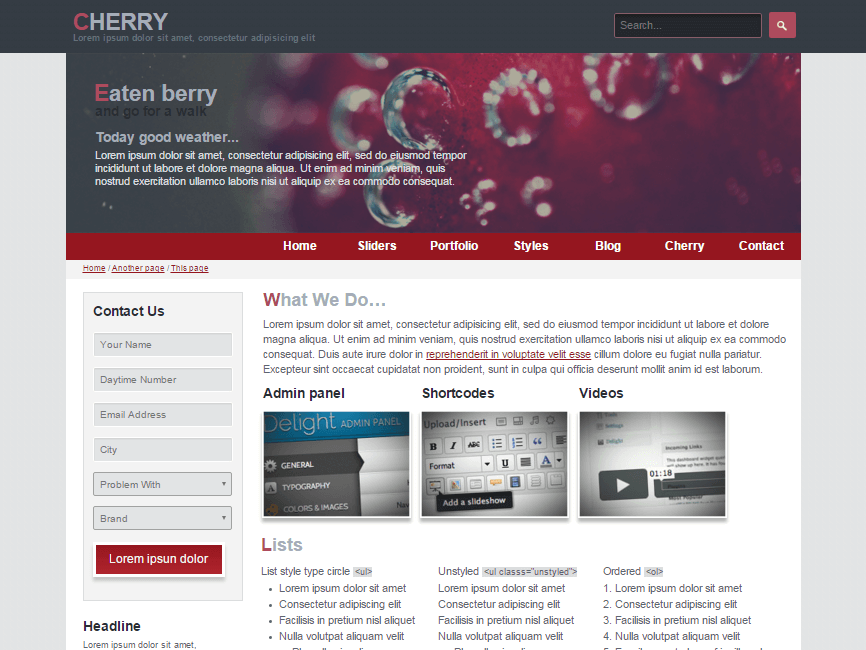 CHERRY
Lorem ipsum dolor sit amet, consectetur adipisicing elit
Search...
Eaten berry
and go for a walk
Today good weather...
Lorem ipsum dolor sit amet, consectetur adipisicing elit, sed do eiusmod tempor
incididunt ut labore et dolore magna aliqua. Ut enim ad minim veniam, quis
nostrud exercitation ullamco laboris nisi ut aliquip ex ea commodo consequat.
Home Sliders Portfolio Styles Blog Cherry Contact
Home / Another page / This page
Contact Us
Your Name
Daytime Number
Email Address
City
Problem With
Brand
Lorem ipsun dolor
Headline
Lorem ipsum dolor sit amet,
What We Do…
Lorem ipsum dolor sit amet, consectetur adipisicing elit, sed do eiusmod tempor incididunt ut labore et dolore
magna aliqua. Ut enim ad minim veniam, quis nostrud exercitation ullamco laboris nisi ut aliquip ex ea commodo
consequat. Duis aute irure dolor in reprehenderit in voluptate velit esse cillum dolore eu fugiat nulla pariatur.
Excepteur sint occaecat cupidatat non proident, sunt in culpa qui officia deserunt mollit anim id est laborum.
Admin panel
Delight ADMIN PANEL
GENERAL
TYPOGRAPHY
COLORS & IMAGES
Shortcodes
Upload/Insert
B I ABC
Format U A
Add a slideshow
Videos
Settings
Delight
Incoming Links
01:18
Lists
List style type circle <ul>
Lorem ipsum dolor sit amet
Consectetur adipiscing elit
Facilisis in pretium nisl aliquet
Nulla volutpat aliquam velit
Unstyled <ul classs="unstyled">
Lorem ipsum dolor sit amet
Consectetur adipiscing elit
Facilisis in pretium nisl aliquet
Nulla volutpat aliquam velit
Ordered <ol>
1. Lorem ipsum dolor sit amet
2. Consectetur adipiscing elit
3. Facilisis in pretium nisl aliquet
4. Nulla volutpat aliquam velit